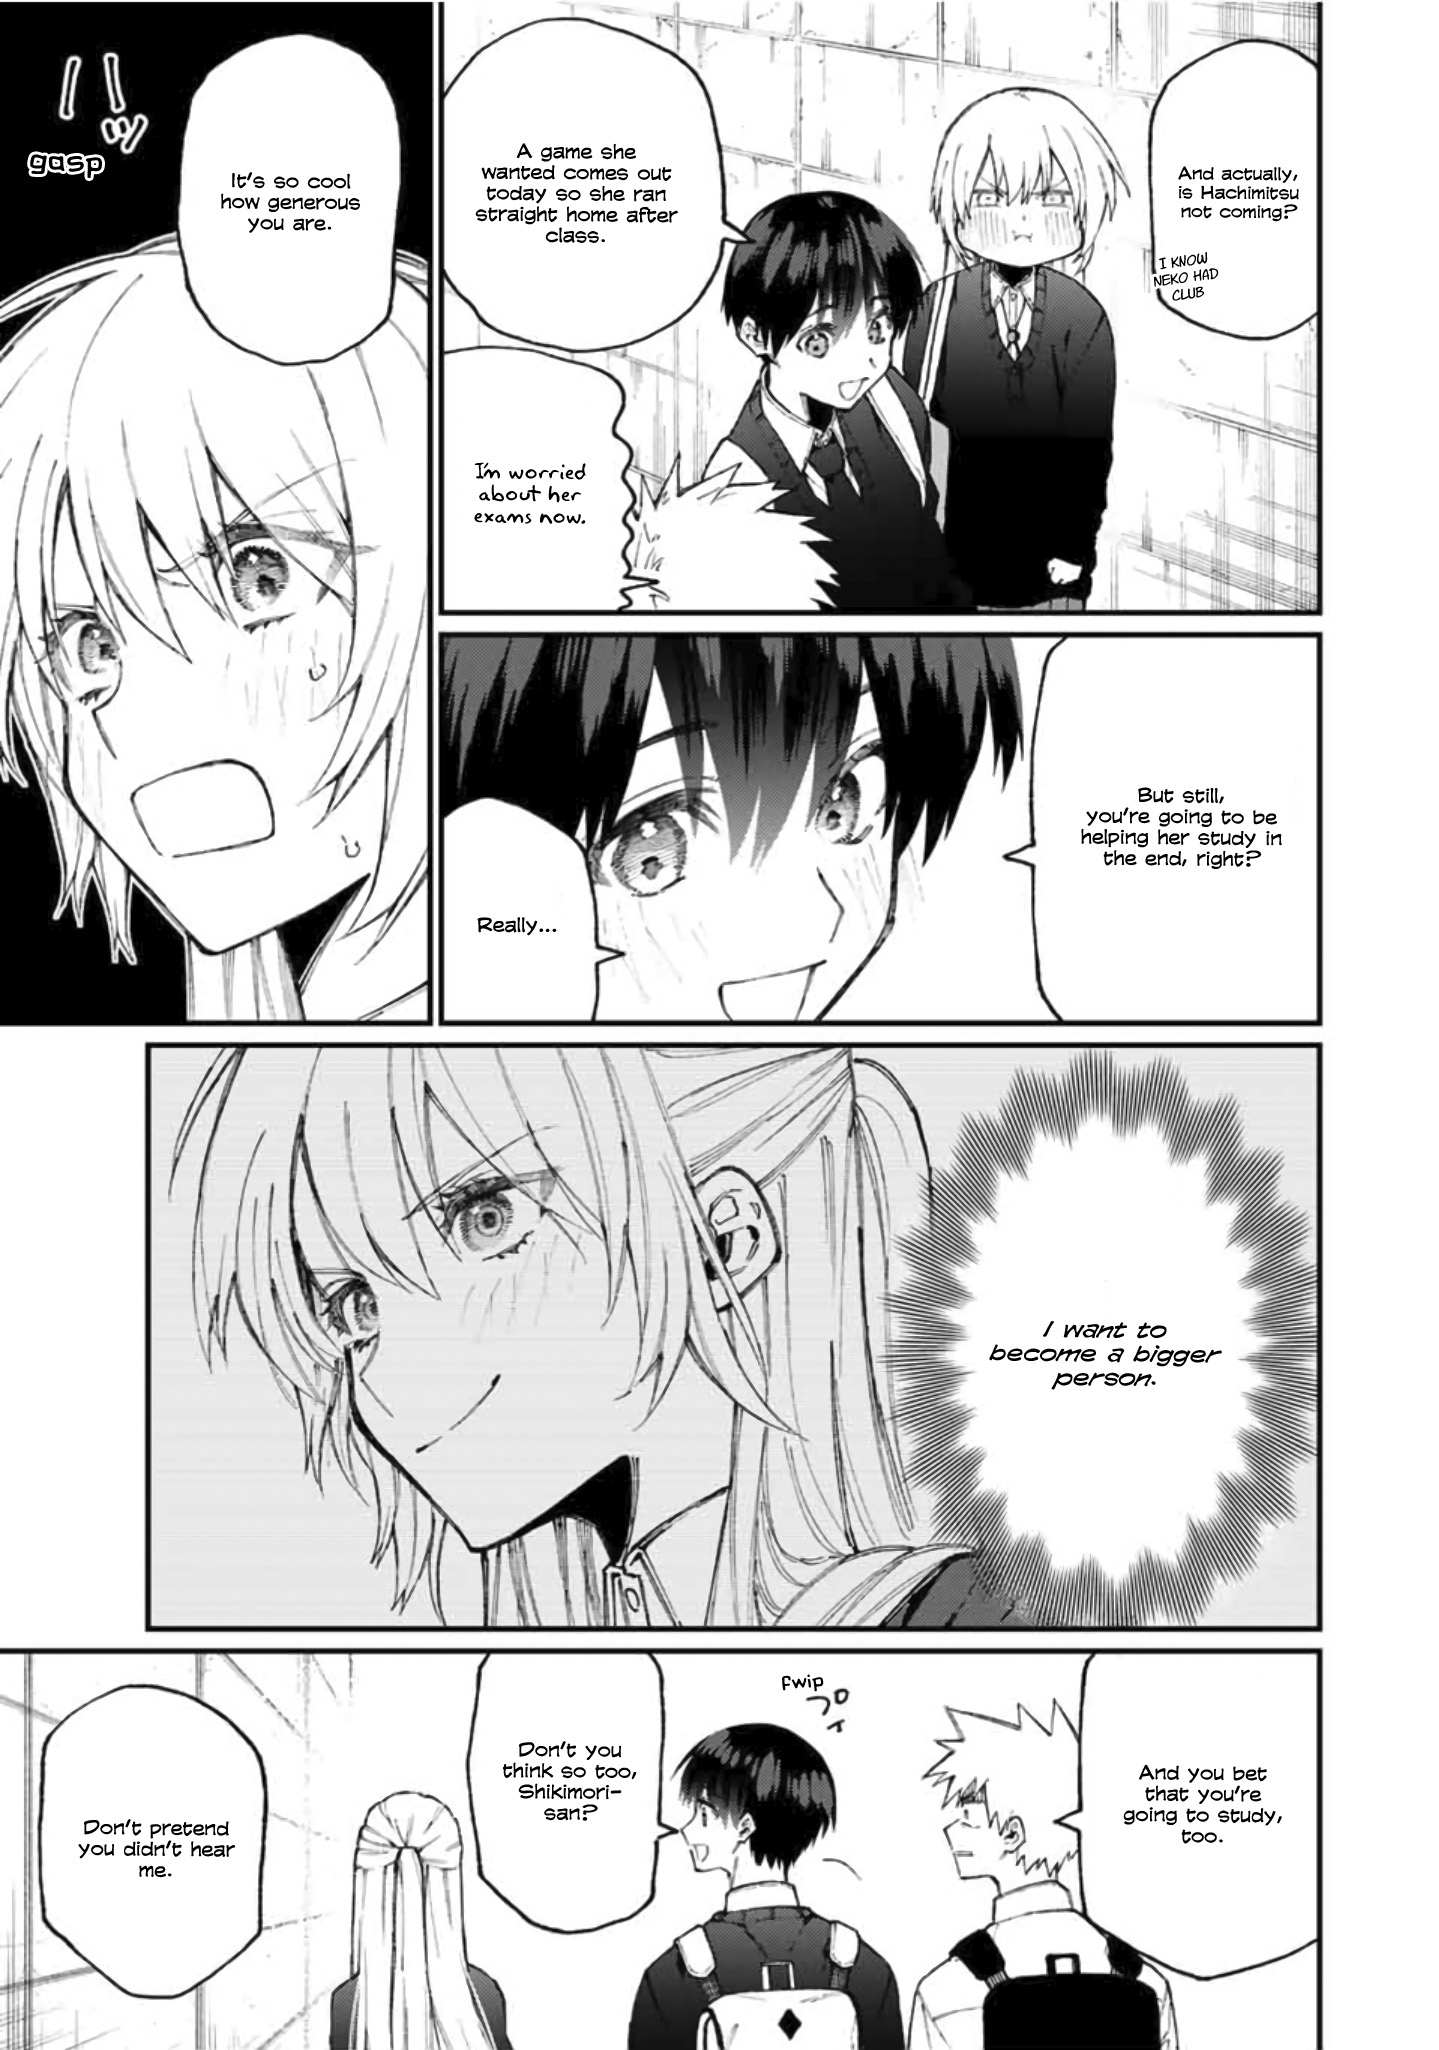 And actually,
is Hachimitsu
not coming?
I KNOW
NEKO HAD
CLUB
A game she
wanted comes out
today so she ran
straight home after
class.
I'm worried
about her
exams now.
But still,
you're going to be
helping her study in
the end, right?
Really...
It's so cool
how generous
you are.
ハッ
gasp
I want to
become a bigger
person.
And you bet
that you're
going to study,
too.
fwip
プイ
Don't you
think so too,
Shikimori-
san?
Don't pretend
you didn't hear
me.